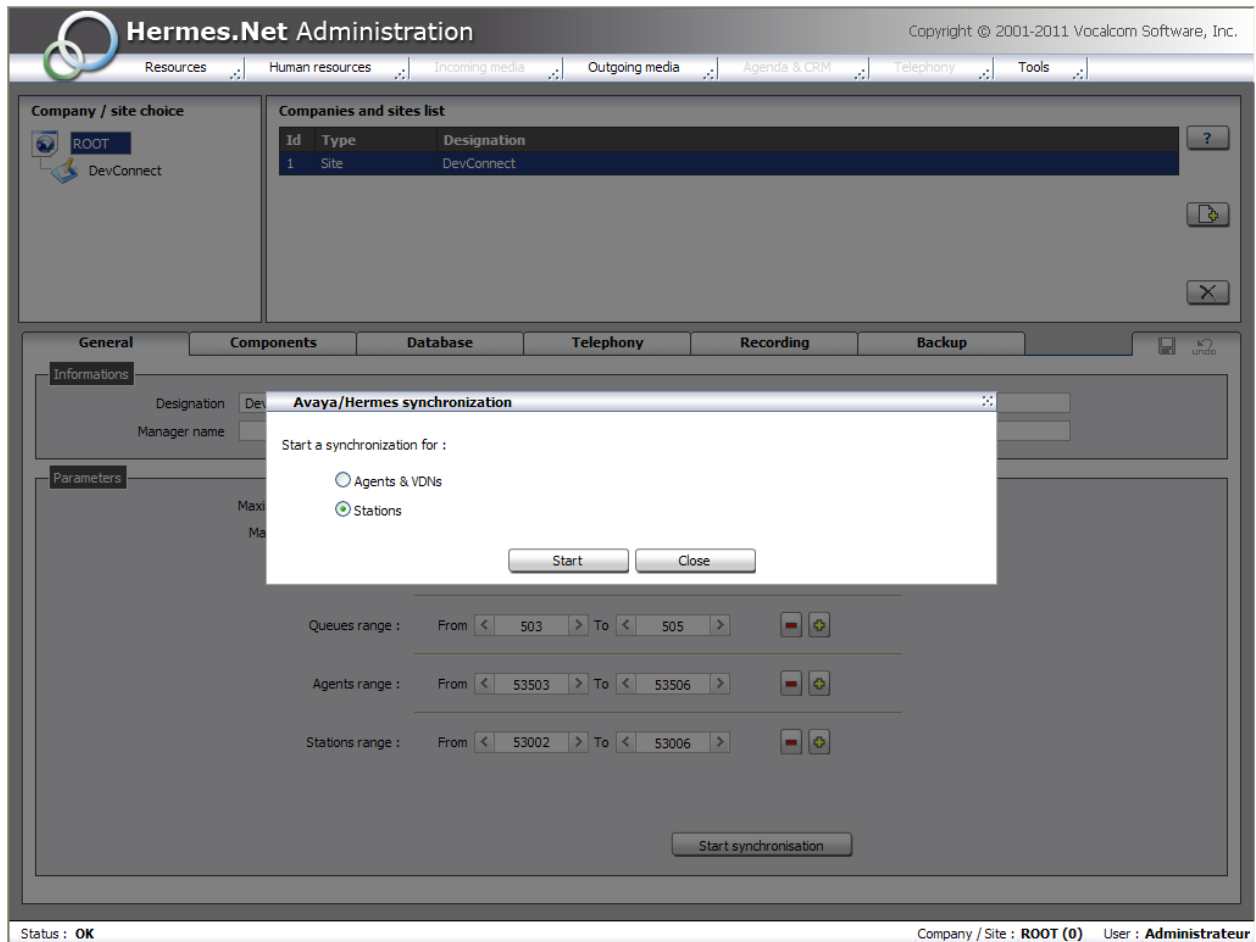 Hermes.Net Administration
Copyright © 2001-2011 Vocalcom Software, Inc.
Resources Human resources Incoming media Outgoing media Agenda & CRM Telephony Tools
Company / site choice
ROOT
DevConnect
Companies and sites list
Id Type Designation
1 Site DevConnect
?
General Components Database Telephony Recording Backup
undo
Informations
Designation Dev
Manager name
Avaya/Hermes synchronization
Start a synchronization for :
Agents & VDNs
Stations
Start Close
Parameters
Maxi
Ma
Queues range : From < 503 > To < 505 >
Agents range : From < 53503 > To < 53506 >
Stations range : From < 53002 > To < 53006 >
Start synchronisation
Status : OK
Company / Site : ROOT (0) User : Administrateur